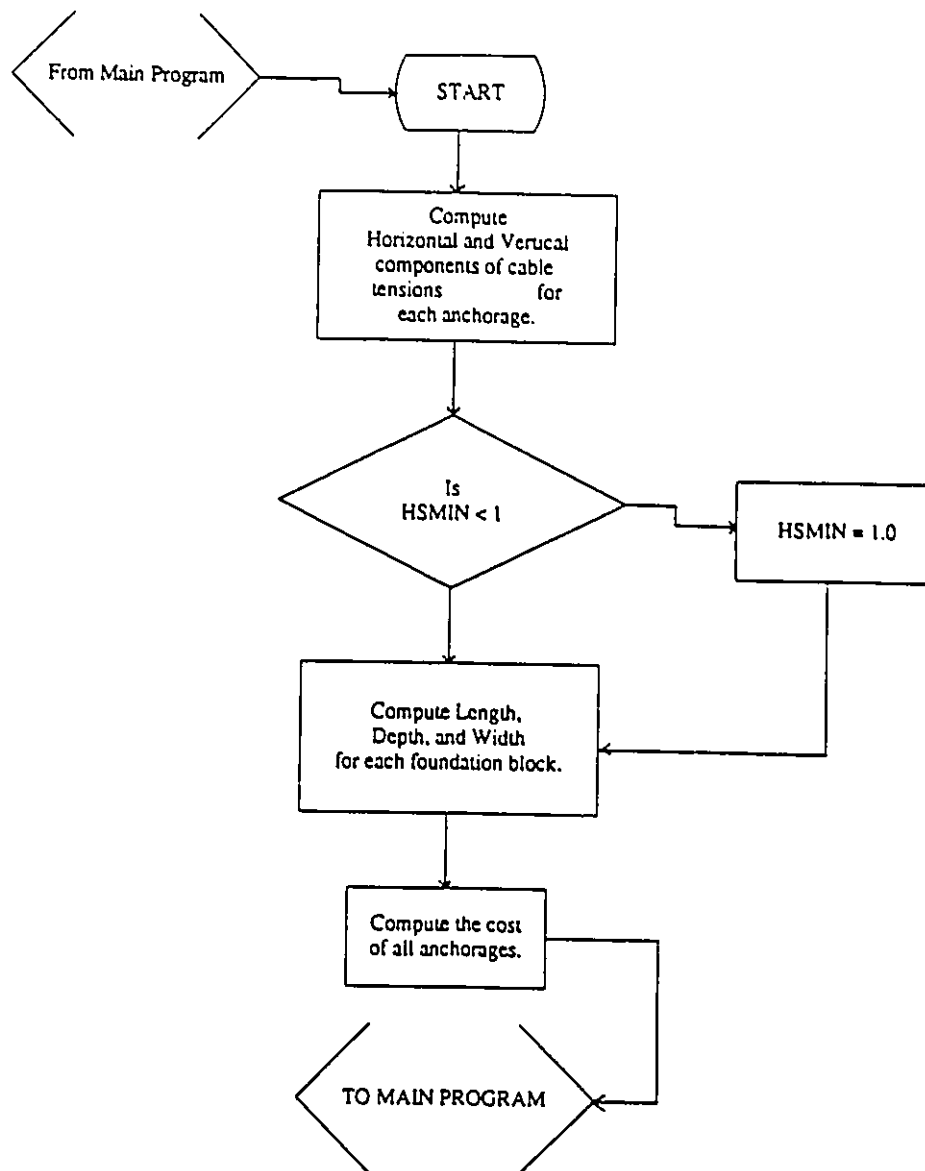 From Main Program
START
Compute
Horizontal and Vertical
components of cable
tensions for
each anchorage.
Is
HSMIN < 1
HSMIN = 1.0
Compute Length,
Depth, and Width
for each foundation block.
Compute the cost
of all anchorages.
TO MAIN PROGRAM